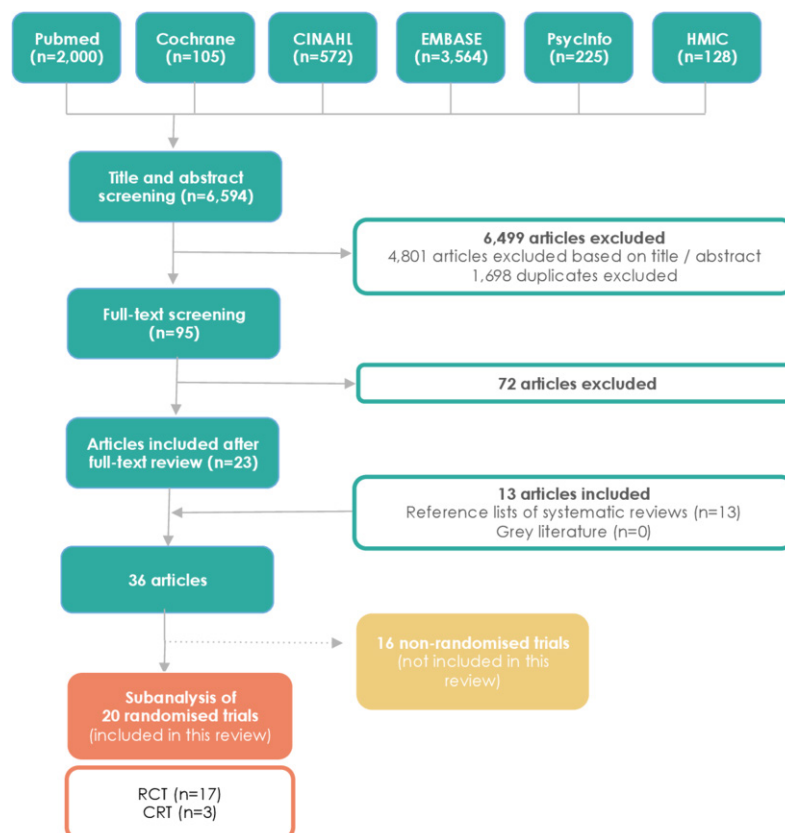 Pubmed
(n=2,000)
Cochrane
(n=105)
CINAHL
(n=572)
EMBASE
(n=3,564)
PsycInfo
(n=225)
HMIC
(n=128)
Title and abstract
screening (n=6,594)
6,499 articles excluded
4,801 articles excluded based on title / abstract
1,698 duplicates excluded
Full-text screening
(n=95)
72 articles excluded
Articles included after
full-text review (n=23)
13 articles included
Reference lists of systematic reviews (n=13)
Grey literature (n=0)
36 articles
16 non-randomised trials
(not included in this
review)
Subanalysis of
20 randomised trials
(included in this review)
RCT (n=17)
CRT (n=3)